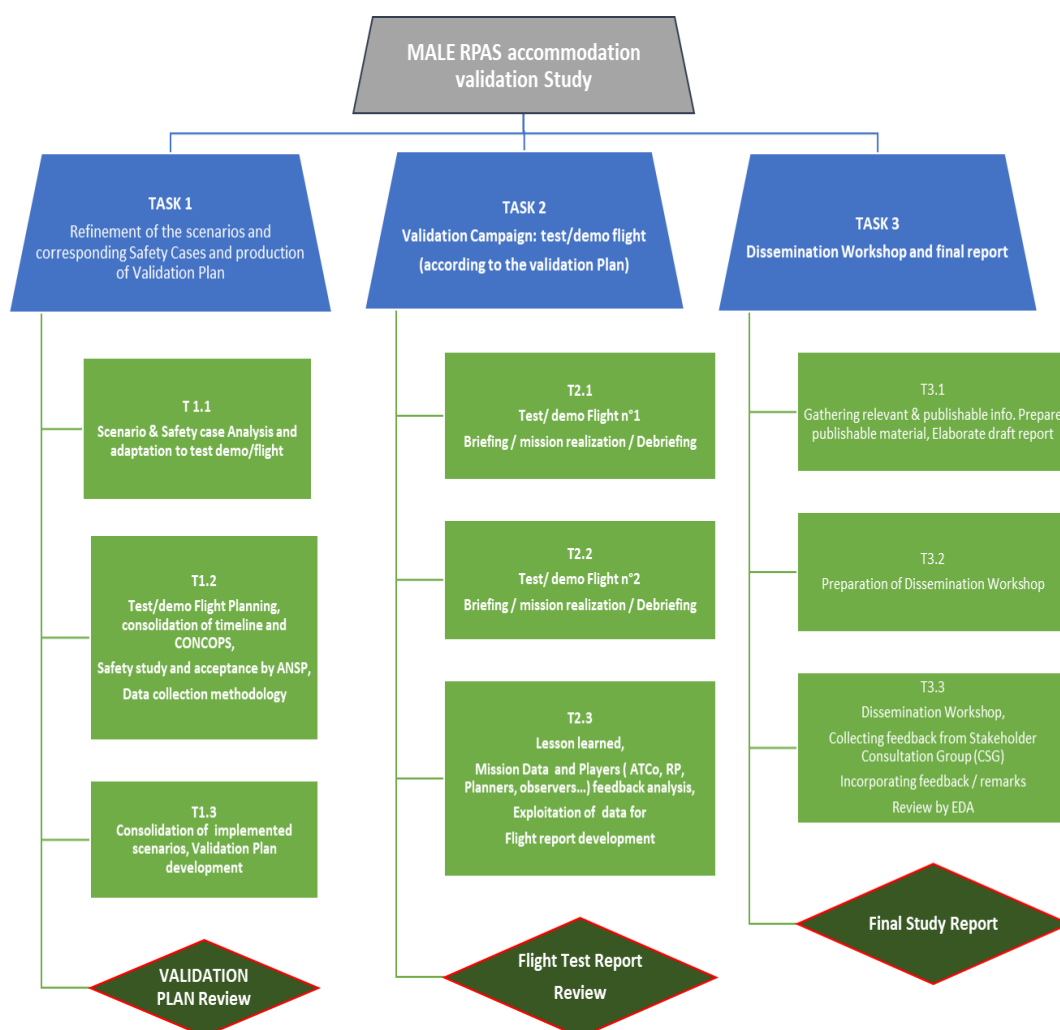 MALE RPAS accommodation
validation Study
TASK 1
Refinement of the scenarios and
corresponding Safety Cases and production
of Validation Plan
T 1.1
Scenario & Safety case Analysis and
adaptation to test demo/flight
T1.2
Test/demo Flight Planning,
consolidation of timeline and
CONCOPS,
Safety study and acceptance by ANSP,
Data collection methodology
T1.3
Consolidation of implemented
scenarios, Validation Plan
development
VALIDATION
PLAN Review
TASK 2
Validation Campaign: test/demo flight
(according to the validation Plan)
T2.1
Test/ demo Flight n°1
Briefing / mission realization / Debriefing
T2.2
Test/ demo Flight n°2
Briefing / mission realization / Debriefing
T2.3
Lesson learned,
Mission Data and Players ( ATCo, RP,
Planners, observers...) feedback analysis,
Exploitation of data for
Flight report development
Flight Test Report
Review
TASK 3
Dissemination Workshop and final report
T3.1
Gathering relevant & publishable info. Prepare
publishable material, Elaborate draft report
T3.2
Preparation of Dissemination Workshop
T3.3
Dissemination Workshop,
Collecting feedback from Stakeholder
Consultation Group (CSG)
Incorporating feedback / remarks
Review by EDA
Final Study Report